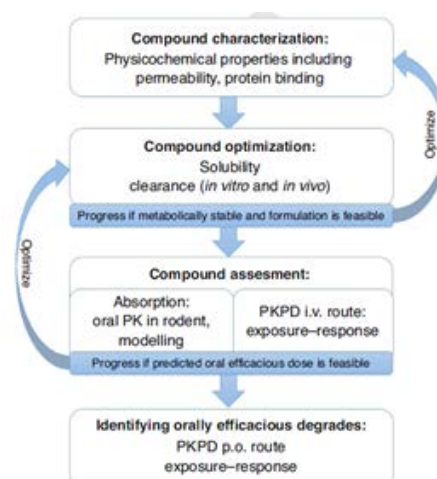 Compound characterization:
Physicochemical properties including
permeability, protein binding
Optimize
Compound optimization:
Solubility
clearance (in vitro and in vivo)
Progress if metabolically stable and formulation is feasible
Optimize
Compound assesment:
Absorption:
oral PK in rodent,
modelling
PKPD i.v. route:
exposure–response
Progress if predicted oral efficacious dose is feasible
Identifying orally efficacious degrades:
PKPD p.o. route
exposure–response